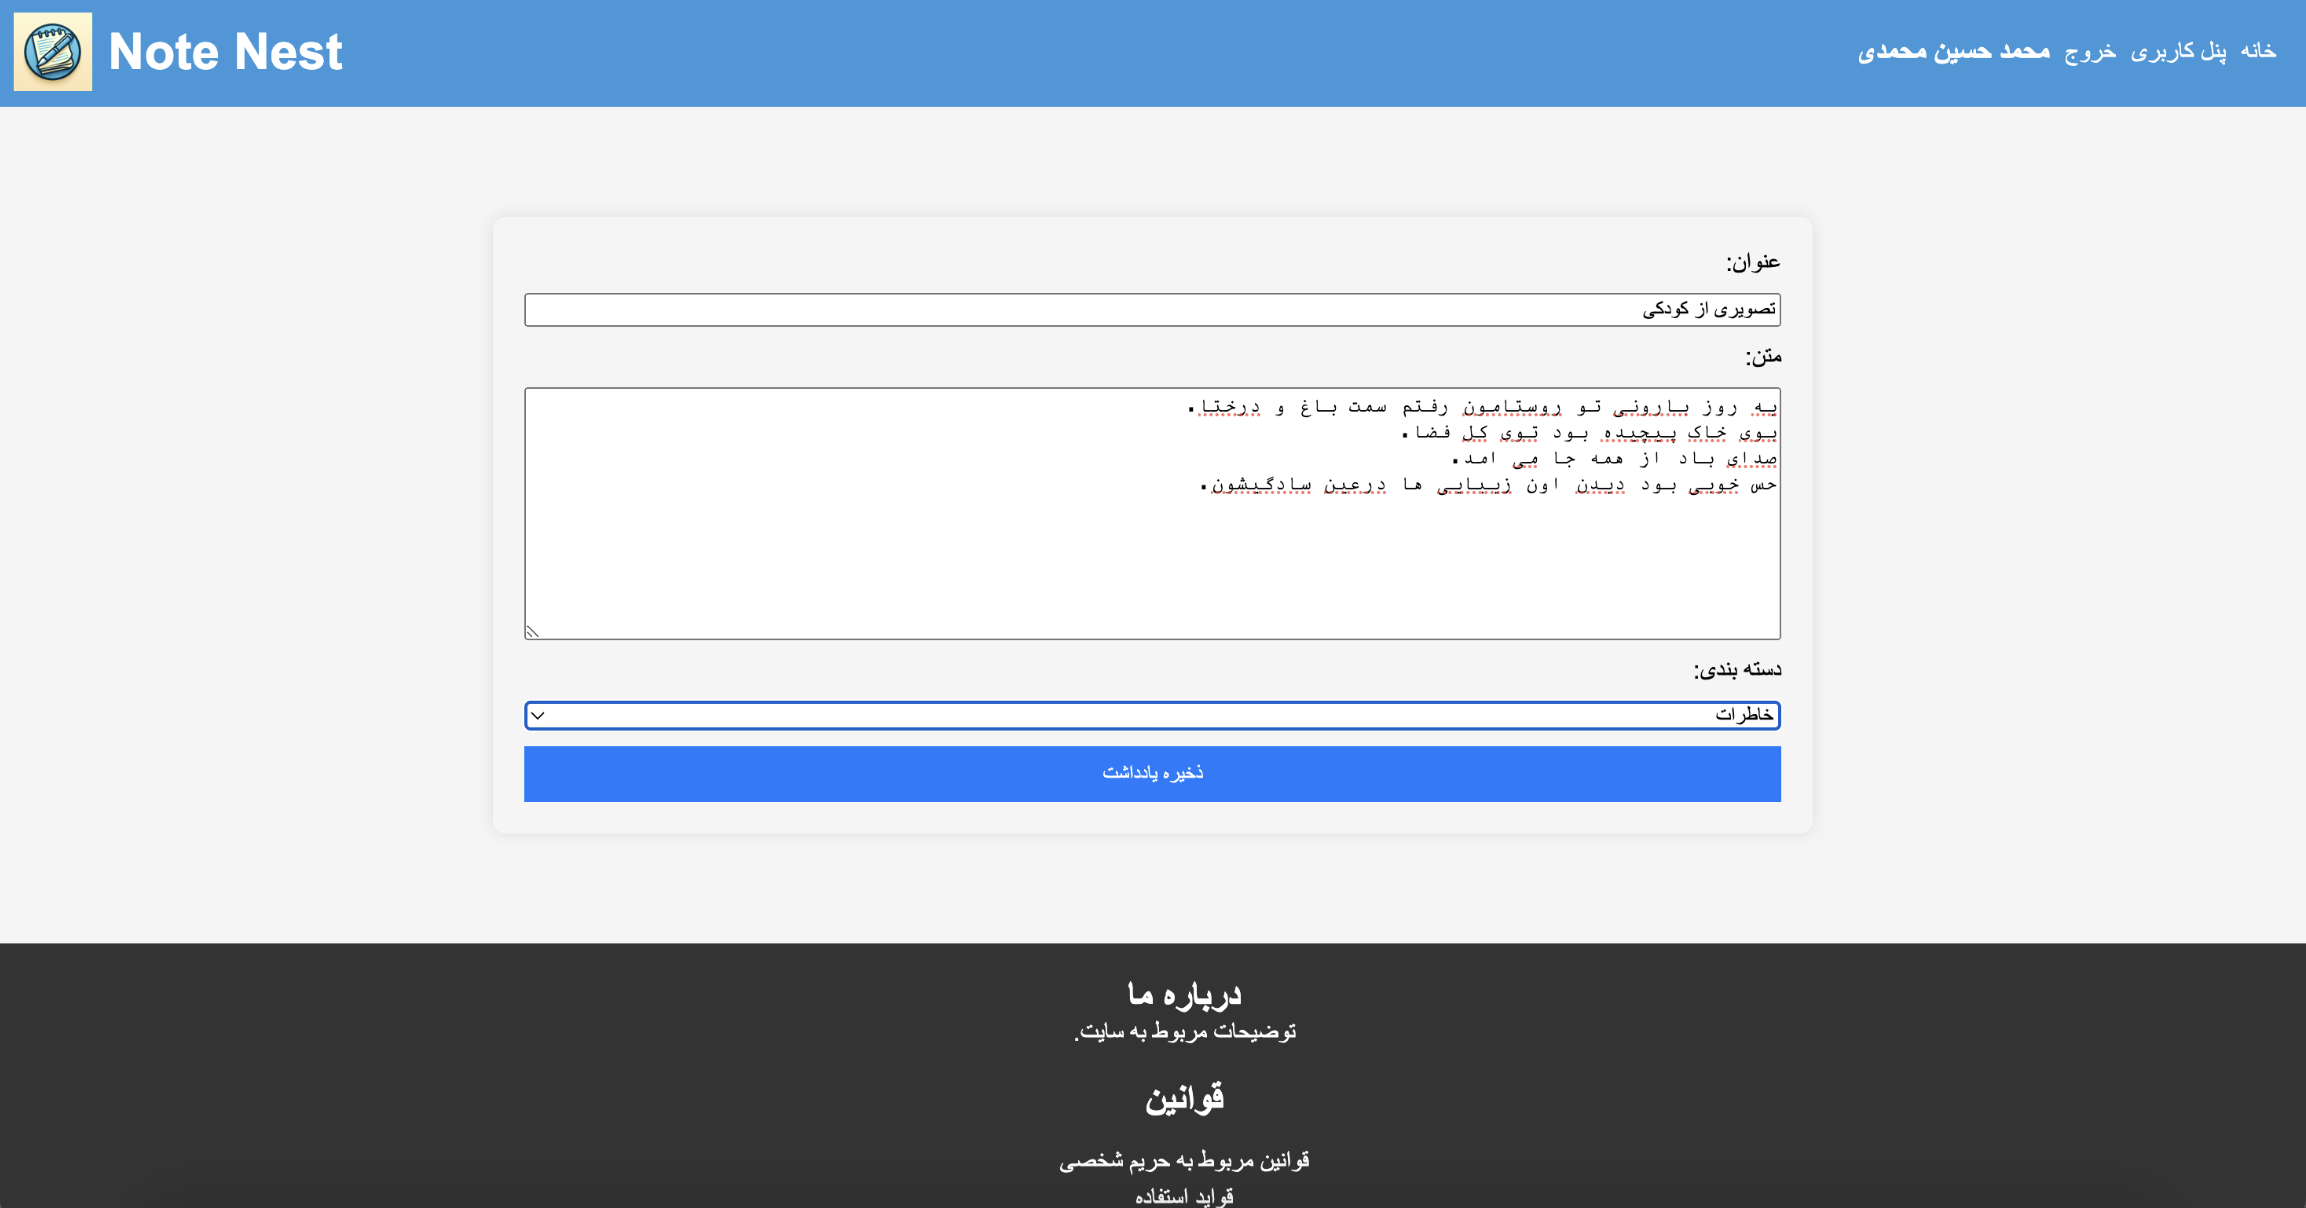 Note Nest
خانه پنل کاربری خروج محمد حسین محمدی
عنوان:
تصویری از کودکی
متن:
یه روز بارونی تو روستامون رفتم سمت باغ و درختا.
بوی خاک پیچیده بود توی کل فضا.
صدای باد از همه جا می امد.
حس خوبی بود دیدن اون زیبایی ها درعین سادگیشون.
دسته بندی:
خاطرات
ذخیره یادداشت
درباره ما
توضیحات مربوط به سایت.
قوانین
قوانین مربوط به حریم شخصی
قواید استفاده